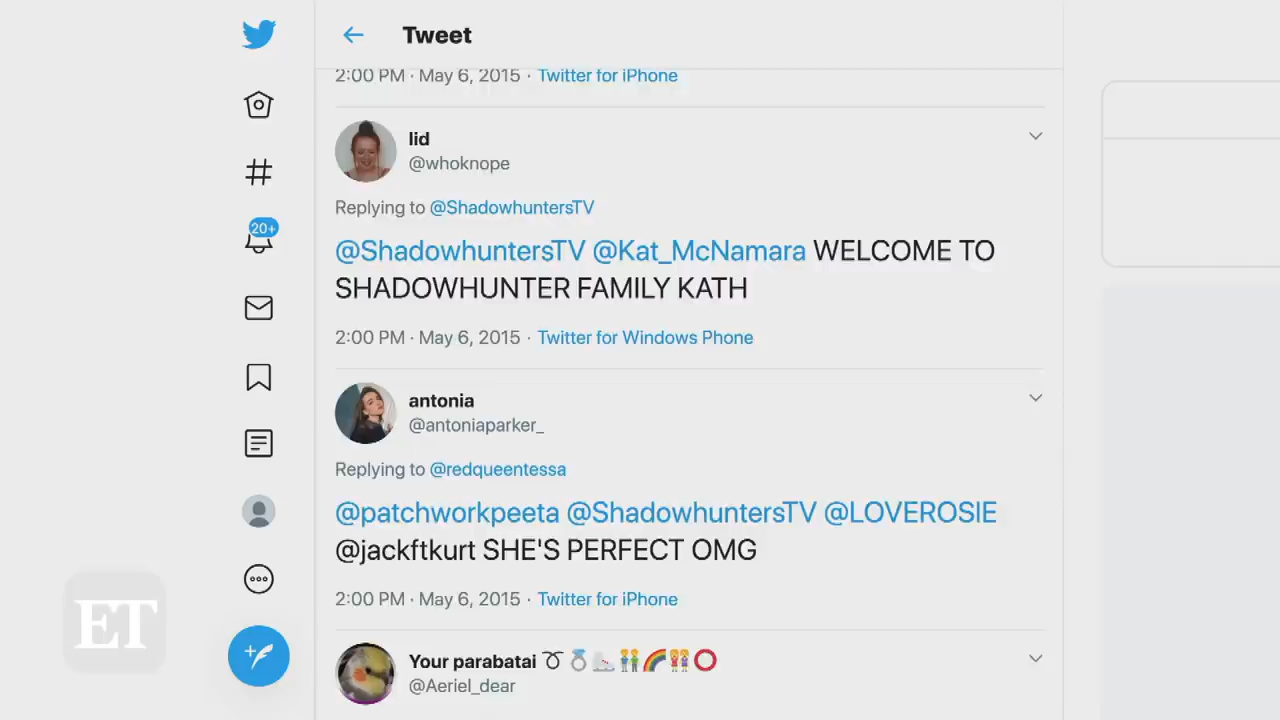 Tweet
2:00 PM · May 6, 2015 · Twitter for iPhone
lid
@whoknope
Replying to @ShadowhuntersTV
@ShadowhuntersTV @Kat_McNamara WELCOME TO
SHADOWHUNTER FAMILY KATH
2:00 PM · May 6, 2015 · Twitter for Windows Phone
20+
antonia
@antoniaparker_
Replying to @redqueentessa
@patchworkpeeta @ShadowhuntersTV @LOVEROSIE
@jackftkurt SHE'S PERFECT OMG
2:00 PM · May 6, 2015 · Twitter for iPhone
ET
Your parabatai ➰💍⛸👬🌈👭⭕
@Aeriel_dear